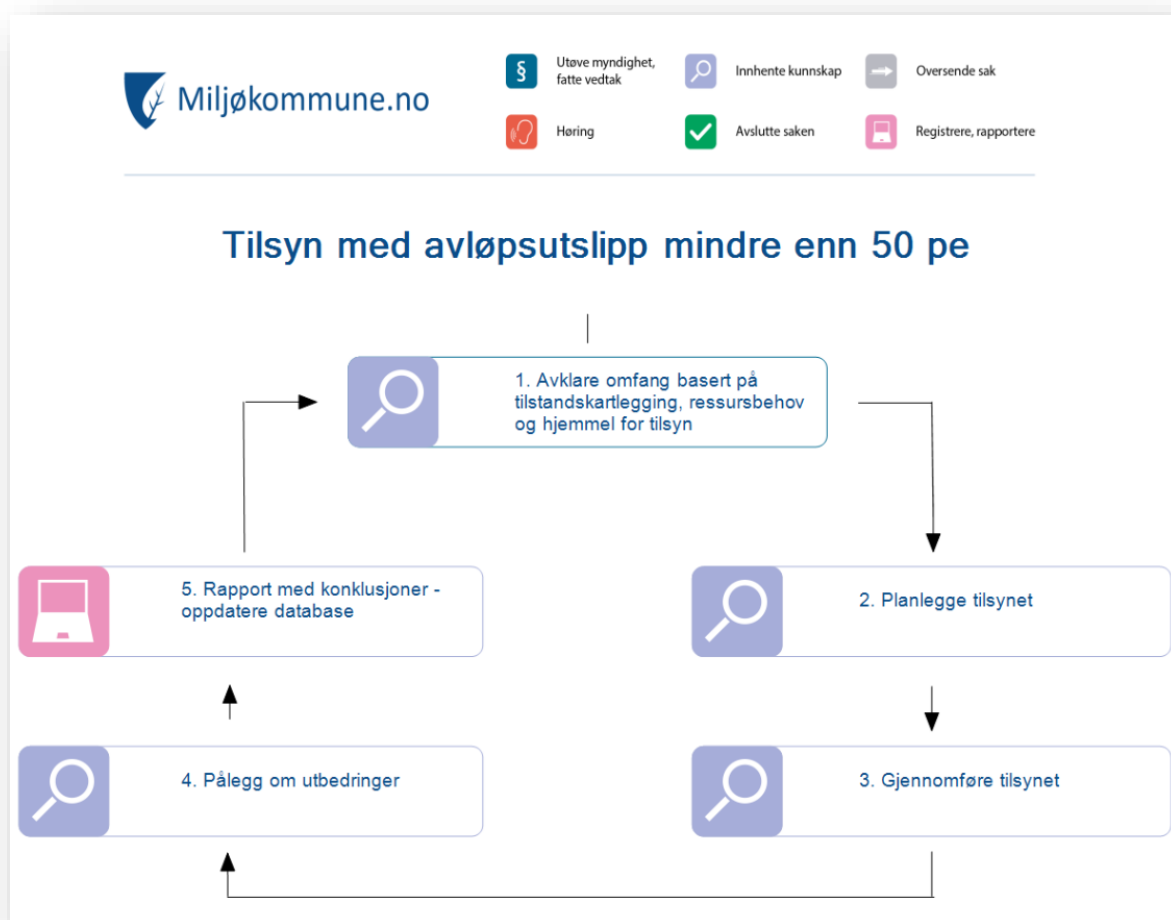 Miljøkommune.no
§
Utøve myndighet,
fatte vedtak
Innhente kunnskap
Oversende sak
Høring
Avslutte saken
Registrere, rapportere
Tilsyn med avløpsutslipp mindre enn 50 pe
1. Avklare omfang basert på
tilstandskartlegging, ressursbehov
og hjemmel for tilsyn
5. Rapport med konklusjoner -
oppdatere database
2. Planlegge tilsynet
4. Pålegg om utbedringer
3. Gjennomføre tilsynet